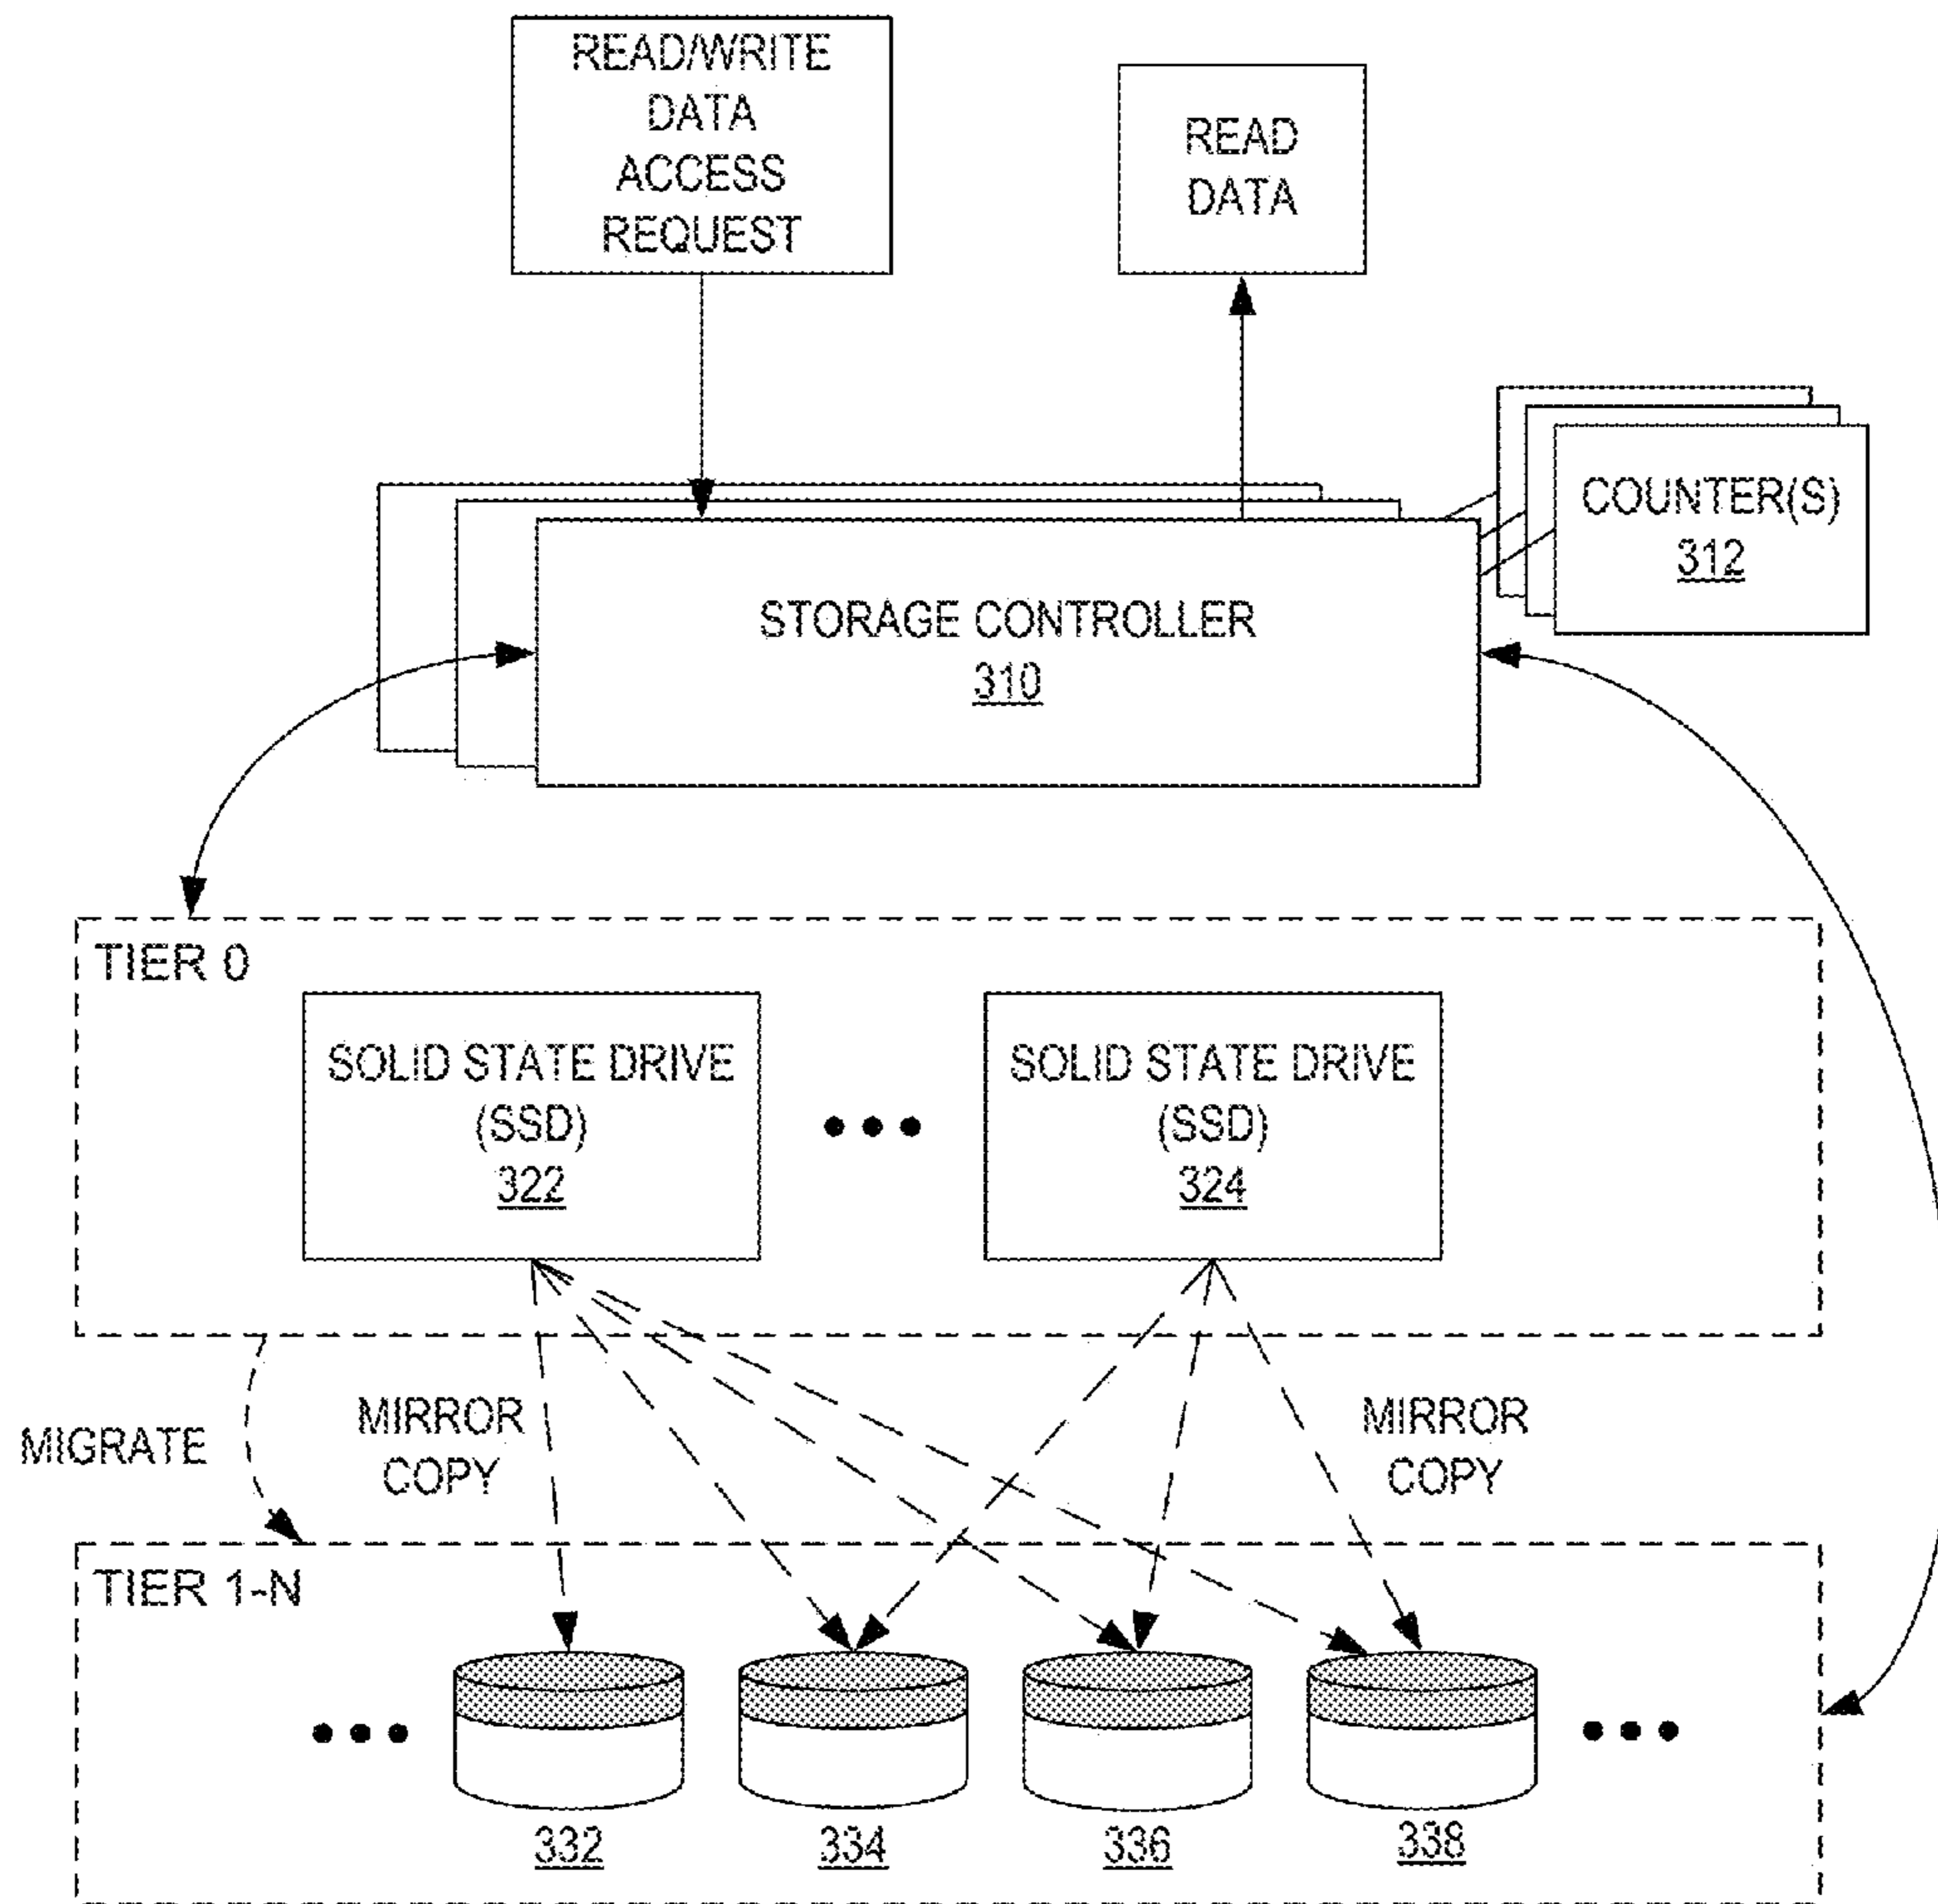 READ/WRITE
DATA
ACCESS
REQUEST
READ
DATA
COUNTER(S)
312
STORAGE CONTROLLER
310
TIER 0
SOLID STATE DRIVE
(SSD)
322
SOLID STATE DRIVE
(SSD)
324
MIGRATE
MIRROR
COPY
MIRROR
COPY
TIER 1-N
332
334
336
338